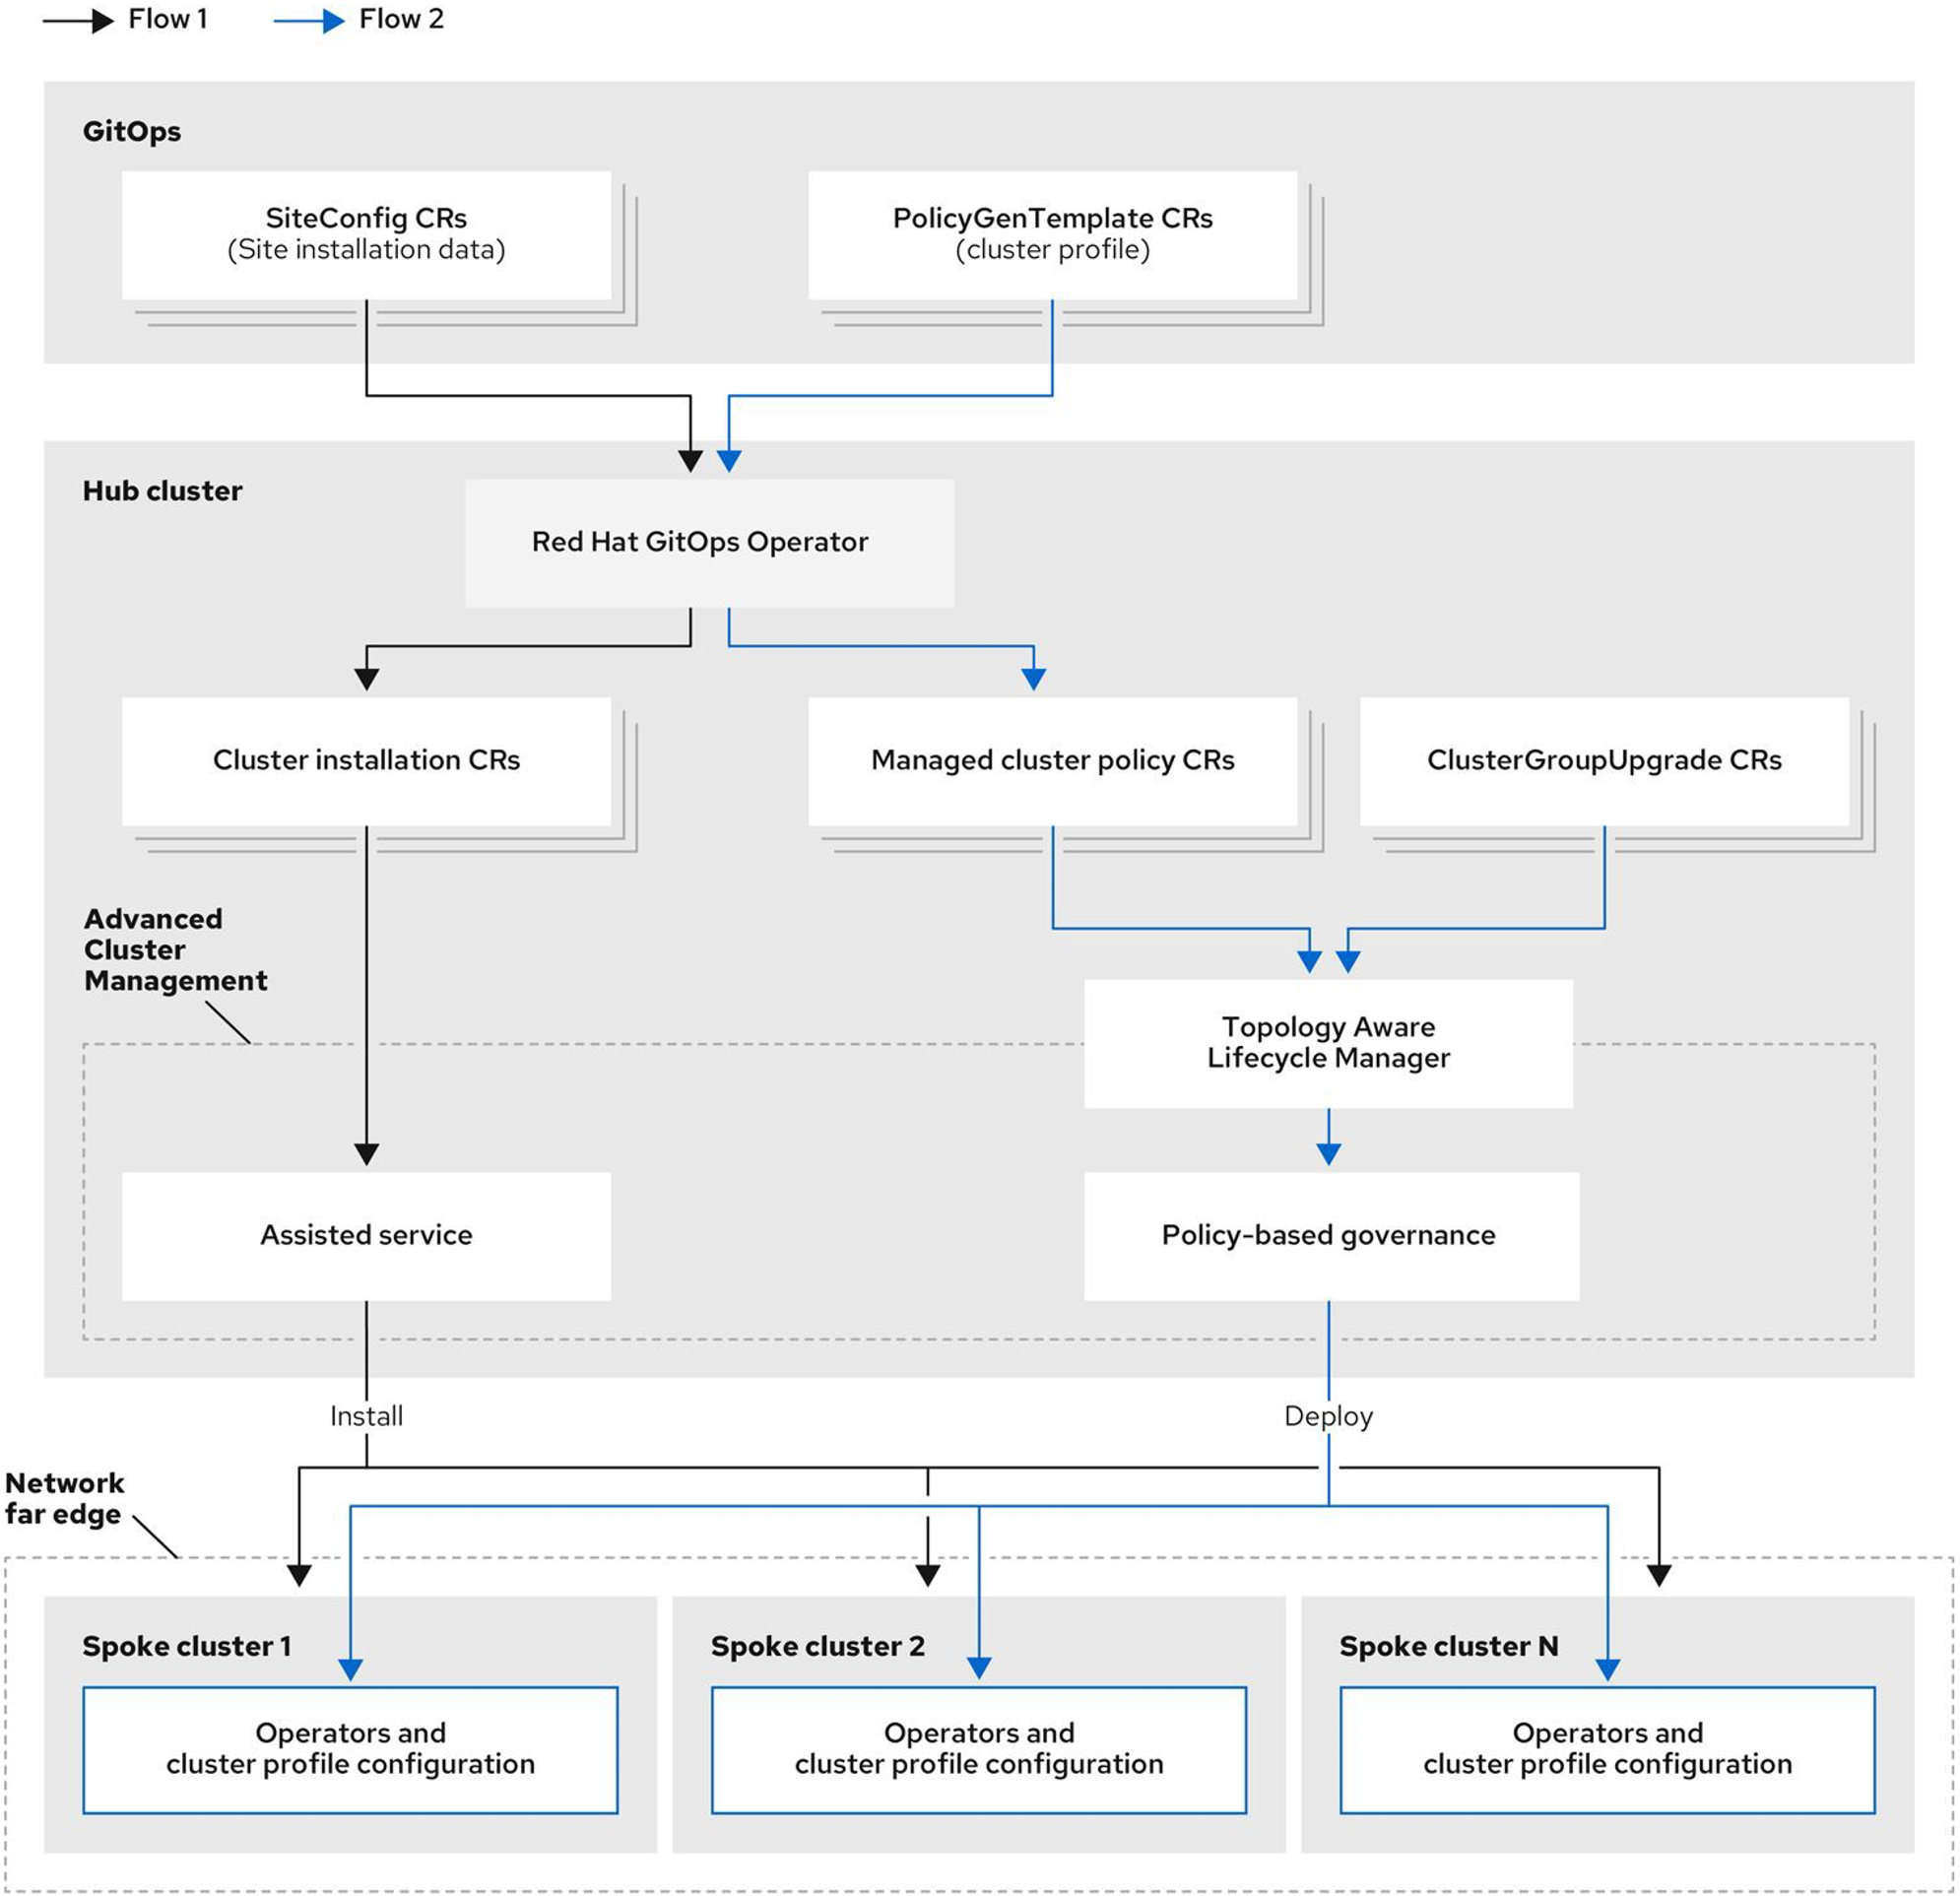 Flow 1
Flow 2
GitOps
SiteConfig CRs
(Site installation data)
PolicyGenTemplate CRs
(cluster profile)
Hub cluster
Red Hat GitOps Operator
Cluster installation CRs
Managed cluster policy CRs
ClusterGroupUpgrade CRs
Advanced
Cluster
Management
Topology Aware
Lifecycle Manager
Assisted service
Policy-based governance
Install
Deploy
Network
far edge
Spoke cluster 1
Operators and
cluster profile configuration
Spoke cluster 2
Operators and
cluster profile configuration
Spoke cluster N
Operators and
cluster profile configuration